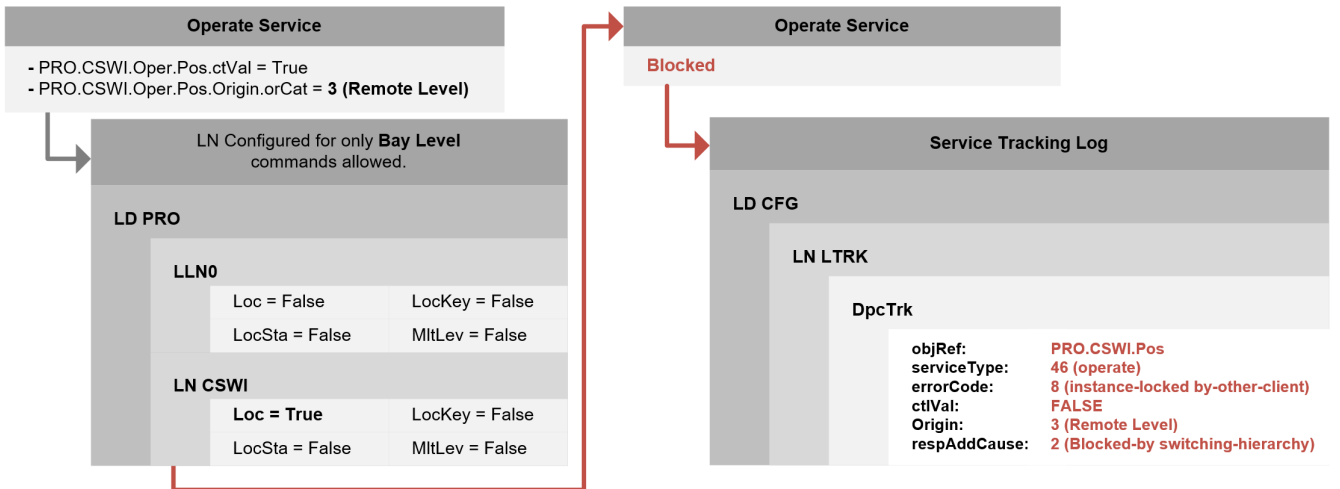 Operate Service
- PRO.CSWI.Oper.Pos.ctVal = True
- PRO.CSWI.Oper.Pos.Origin.orCat = 3 (Remote Level)
LN Configured for only Bay Level
commands allowed.
LD PRO
LLN0
Loc = False
LocKey = False
LocSta = False
MltLev = False
LN CSWI
Loc = True
LocKey = False
LocSta = False
MltLev = False
Operate Service
Blocked
Service Tracking Log
LD CFG
LN LTRK
DpcTrk
objRef: PRO.CSWI.Pos
serviceType: 46 (operate)
errorCode: 8 (instance-locked by-other-client)
ctlVal: FALSE
Origin: 3 (Remote Level)
respAddCause: 2 (Blocked-by switching-hierarchy)